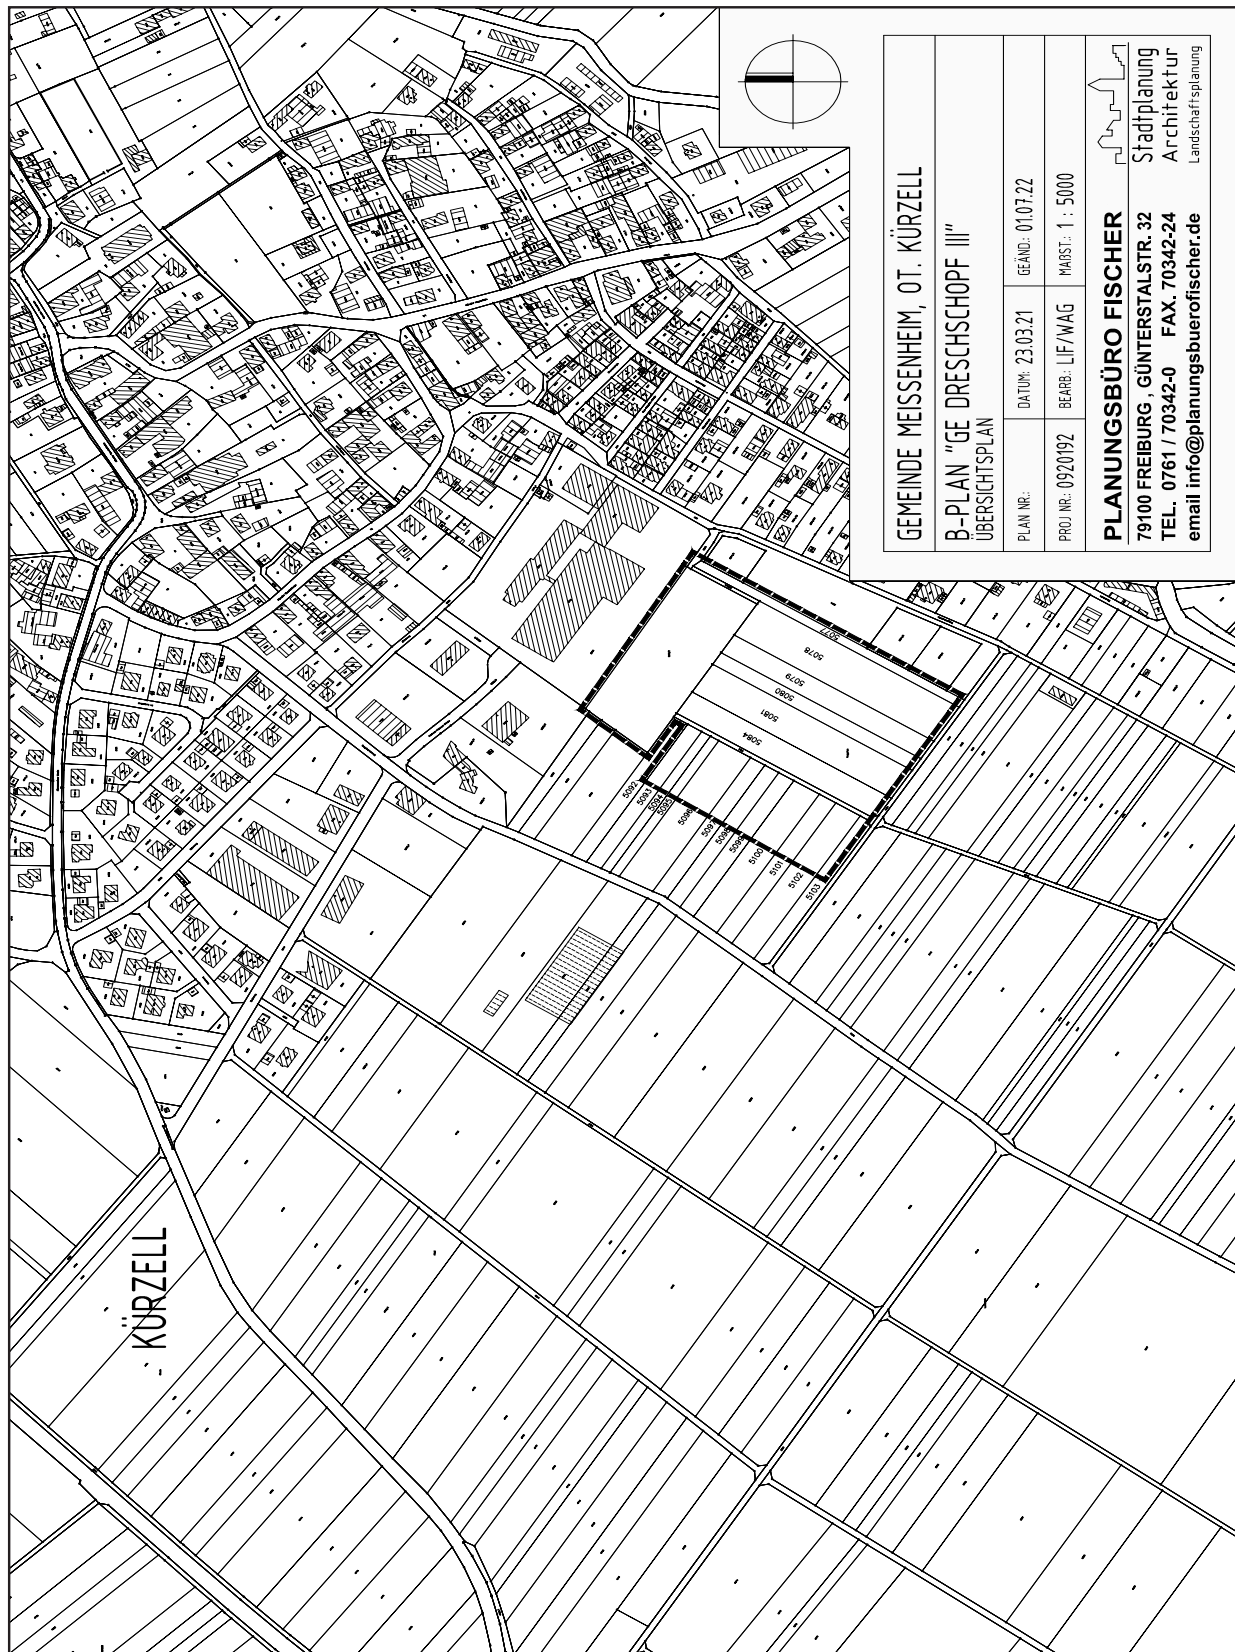 KÜRZELL
5077
5078
5079
5080
5081
5084
5092
5093
5094
5095
5096
5097
5098
5099
5100
5101
5102
5103
GEMEINDE MEISSENHEIM, OT. KÜRZELL
B-PLAN "GE DRESCHSCHOPF III"
ÜBERSICHTSPLAN
PLAN NR.: DATUM: 23.03.21 GEÄND.: 01.07.22
PROJ. NR.: 0920192 BEARB.: LIF/WAG MAßST.: 1 : 5000
PLANUNGSBÜRO FISCHER
79100 FREIBURG , GÜNTERSTALSTR. 32
TEL. 0761 / 70342-0 FAX. 70342-24
email info@planungsbuerofischer.de
Stadtplanung
Architektur
Landschaftsplanung